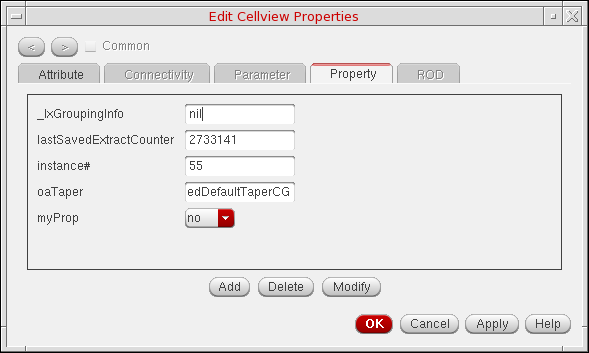 Edit Cellview Properties
< > Common
Attribute Connectivity Parameter Property ROD
_lxGroupingInfo nil
lastSavedExtractCounter 2733141
instance# 55
oaTaper edDefaultTaperCG
myProp no
Add Delete Modify
OK Cancel Apply Help